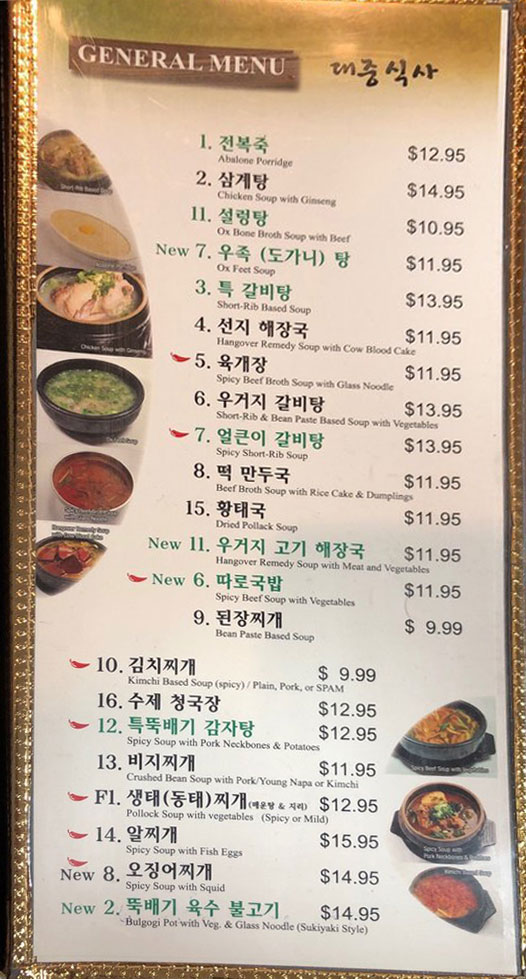 GENERAL MENU 대중식사
1. 전복죽 $12.95
Abalone Porridge
2. 삼계탕 $14.95
Chicken Soup with Ginseng
11. 설렁탕 $10.95
Ox Bone Broth Soup with Beef
New 7. 우족 (도가니) 탕 $11.95
Ox Feet Soup
3. 특 갈비탕 $13.95
Short-Rib Based Soup
4. 선지 해장국 $11.95
Hangover Remedy Soup with Cow Blood Cake
5. 육개장 $11.95
Spicy Beef Broth Soup with Glass Noodle
6. 우거지 갈비탕 $13.95
Short-Rib & Bean Paste Based Soup with Vegetables
7. 얼큰이 갈비탕 $13.95
Spicy Short-Rib Soup
8. 떡 만두국 $11.95
Beef Broth Soup with Rice Cake & Dumplings
15. 황태국 $11.95
Dried Pollack Soup
New 11. 우거지 고기 해장국 $11.95
Hangover Remedy Soup with Meat and Vegetables
New 6. 따로국밥 $11.95
Spicy Beef Soup with Vegetables
9. 된장찌개 $ 9.99
Bean Paste Based Soup
10. 김치찌개 $ 9.99
Kimchi Based Soup (spicy) / Plain, Pork, or SPAM
16. 수제 청국장 $12.95
12. 특뚝배기 감자탕 $12.95
Spicy Soup with Pork Neckbones & Potatoes
13. 비지찌개 $11.95
Crushed Bean Soup with Pork/Young Napa or Kimchi
F1. 생태(동태)찌개 (매운탕 & 지리) $12.95
Pollock Soup with vegetables (Spicy or Mild)
14. 알찌개 $15.95
Spicy Soup with Fish Eggs
New 8. 오징어찌개 $14.95
Spicy Soup with Squid
New 2. 뚝배기 육수 불고기 $14.95
Bulgogi Pot with Veg. & Glass Noodle (Sukiyaki Style)
Short-Rib Based
Chicken Soup with Ginseng
Hangover Remedy Soup
Spicy Beef Soup with Vegetables
Spicy Soup with
Pork Neckbones &
Kimchi Based Soup